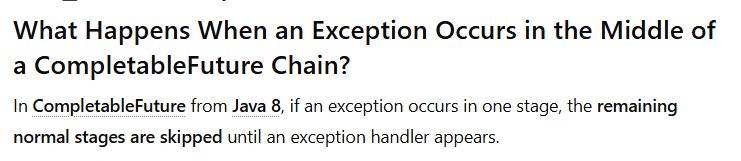 What Happens When an Exception Occurs in the Middle of
a CompletableFuture Chain?
In CompletableFuture from Java 8, if an exception occurs in one stage, the remaining
normal stages are skipped until an exception handler appears.